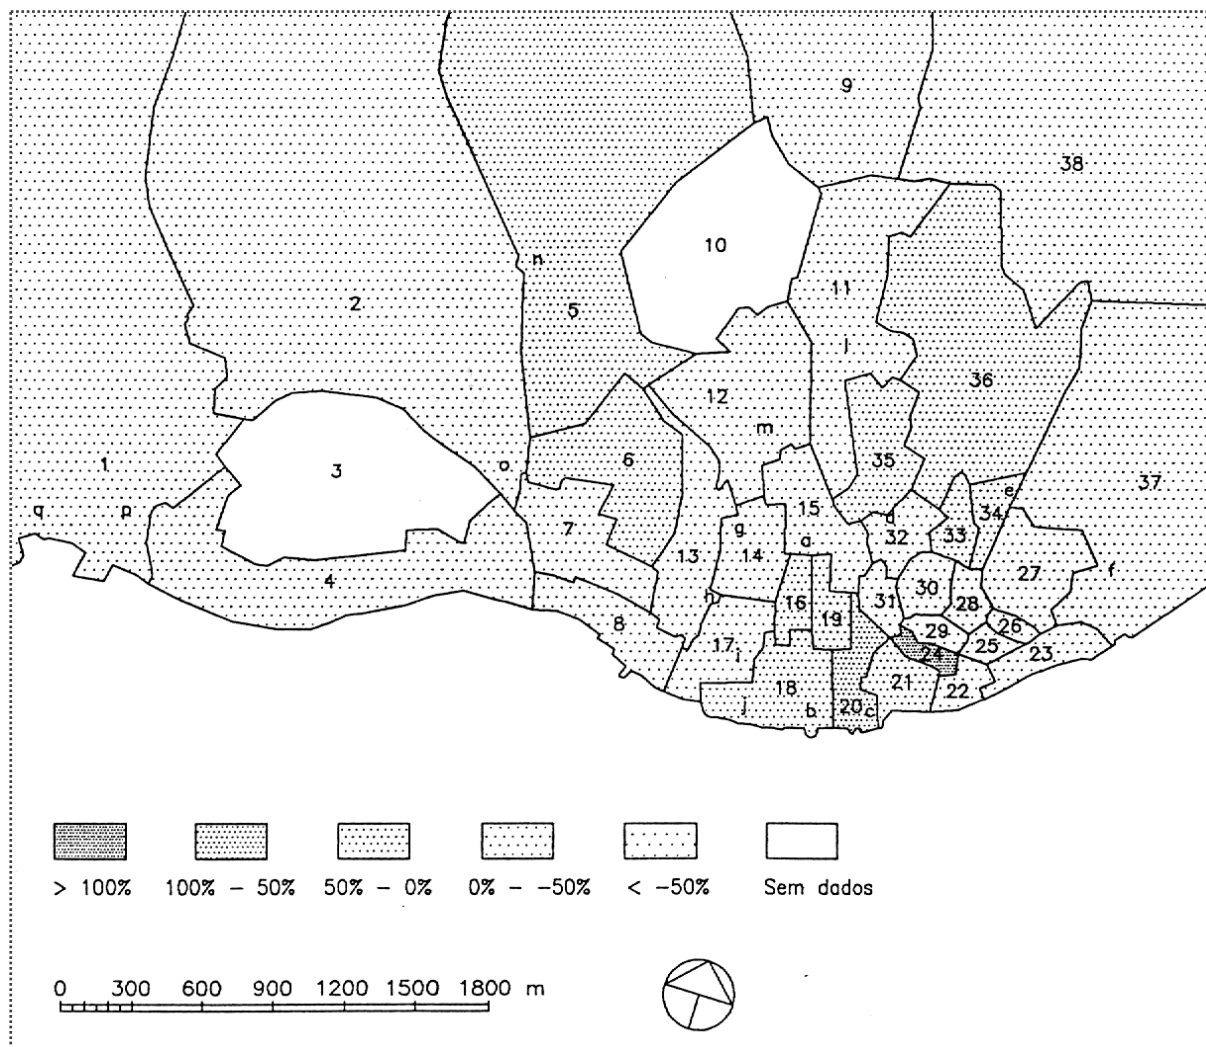 9
38
10
n
2
11
5
l
36
12
m
1
3
o
6
35
37
q
p
e
g
7
15
d
34
32
33
a
13
14
4
27
f
h
16
30
31
28
19
8
29
26
17
25
i
24
23
18
21
22
j
b
20
c
> 100% 100% - 50% 50% - 0% 0% - -50% < -50% Sem dados
0 300 600 900 1200 1500 1800 m